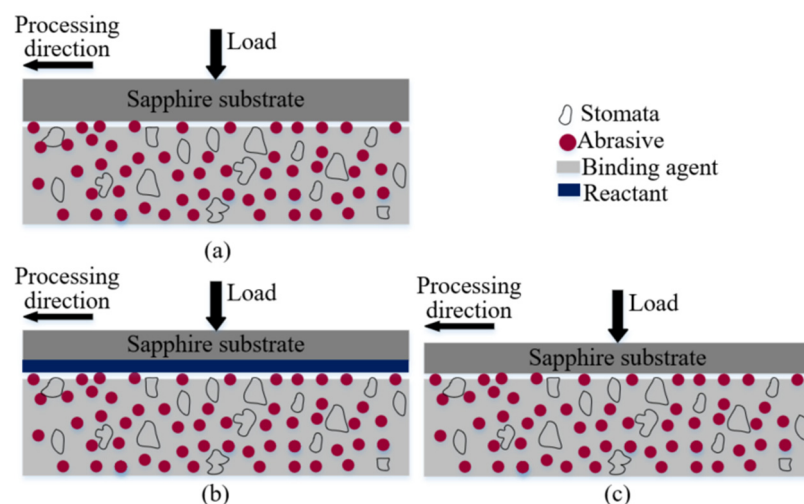 Processing
direction
Load
Sapphire substrate
(a)
Stomata
Abrasive
Binding agent
Reactant
Processing
direction
Load
Sapphire substrate
(b)
Processing
direction
Load
Sapphire substrate
(c)